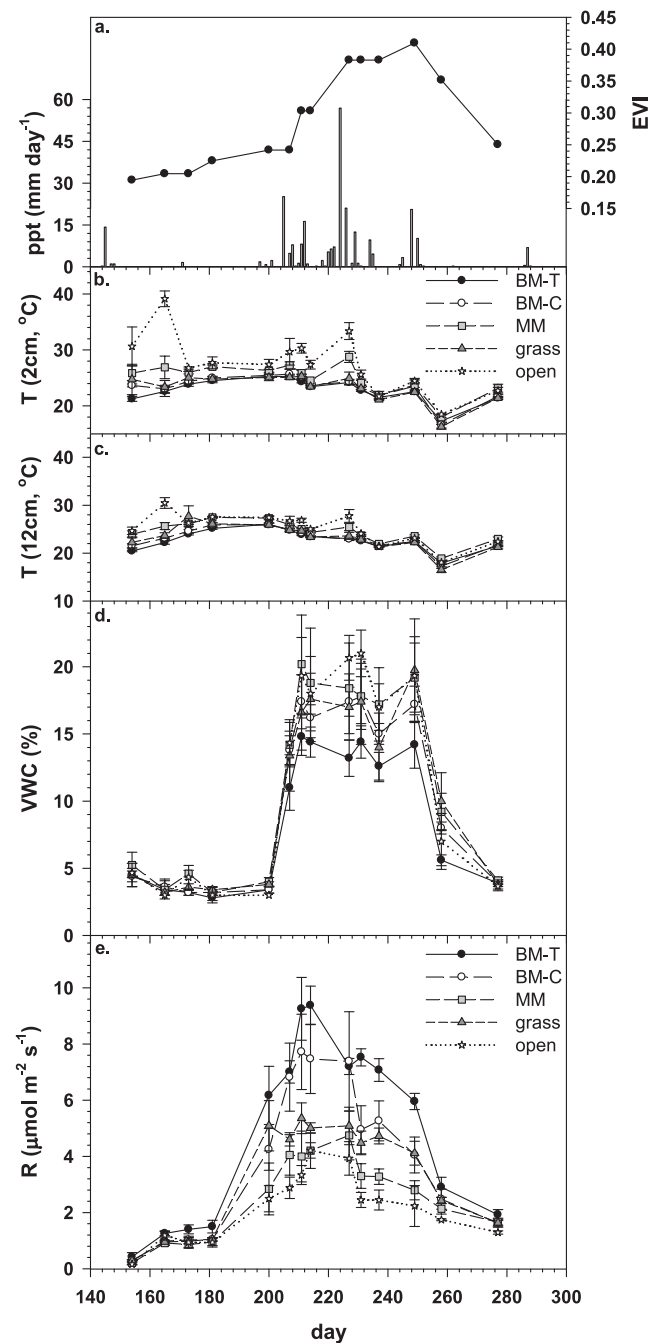 a.
0.45
0.40
0.35
0.30
0.25
0.20
0.15
EVI
60
45
30
15
0
ppt (mm day-1)
b.
40
30
20
T (2cm, °C)
BM-T
BM-C
MM
grass
open
c.
40
30
20
10
T (12cm, °C)
d.
20
15
10
5
0
VWC (%)
e.
10
8
6
4
2
0
R (μmol m-2 s-1)
BM-T
BM-C
MM
grass
open
140 160 180 200 220 240 260 280 300
day